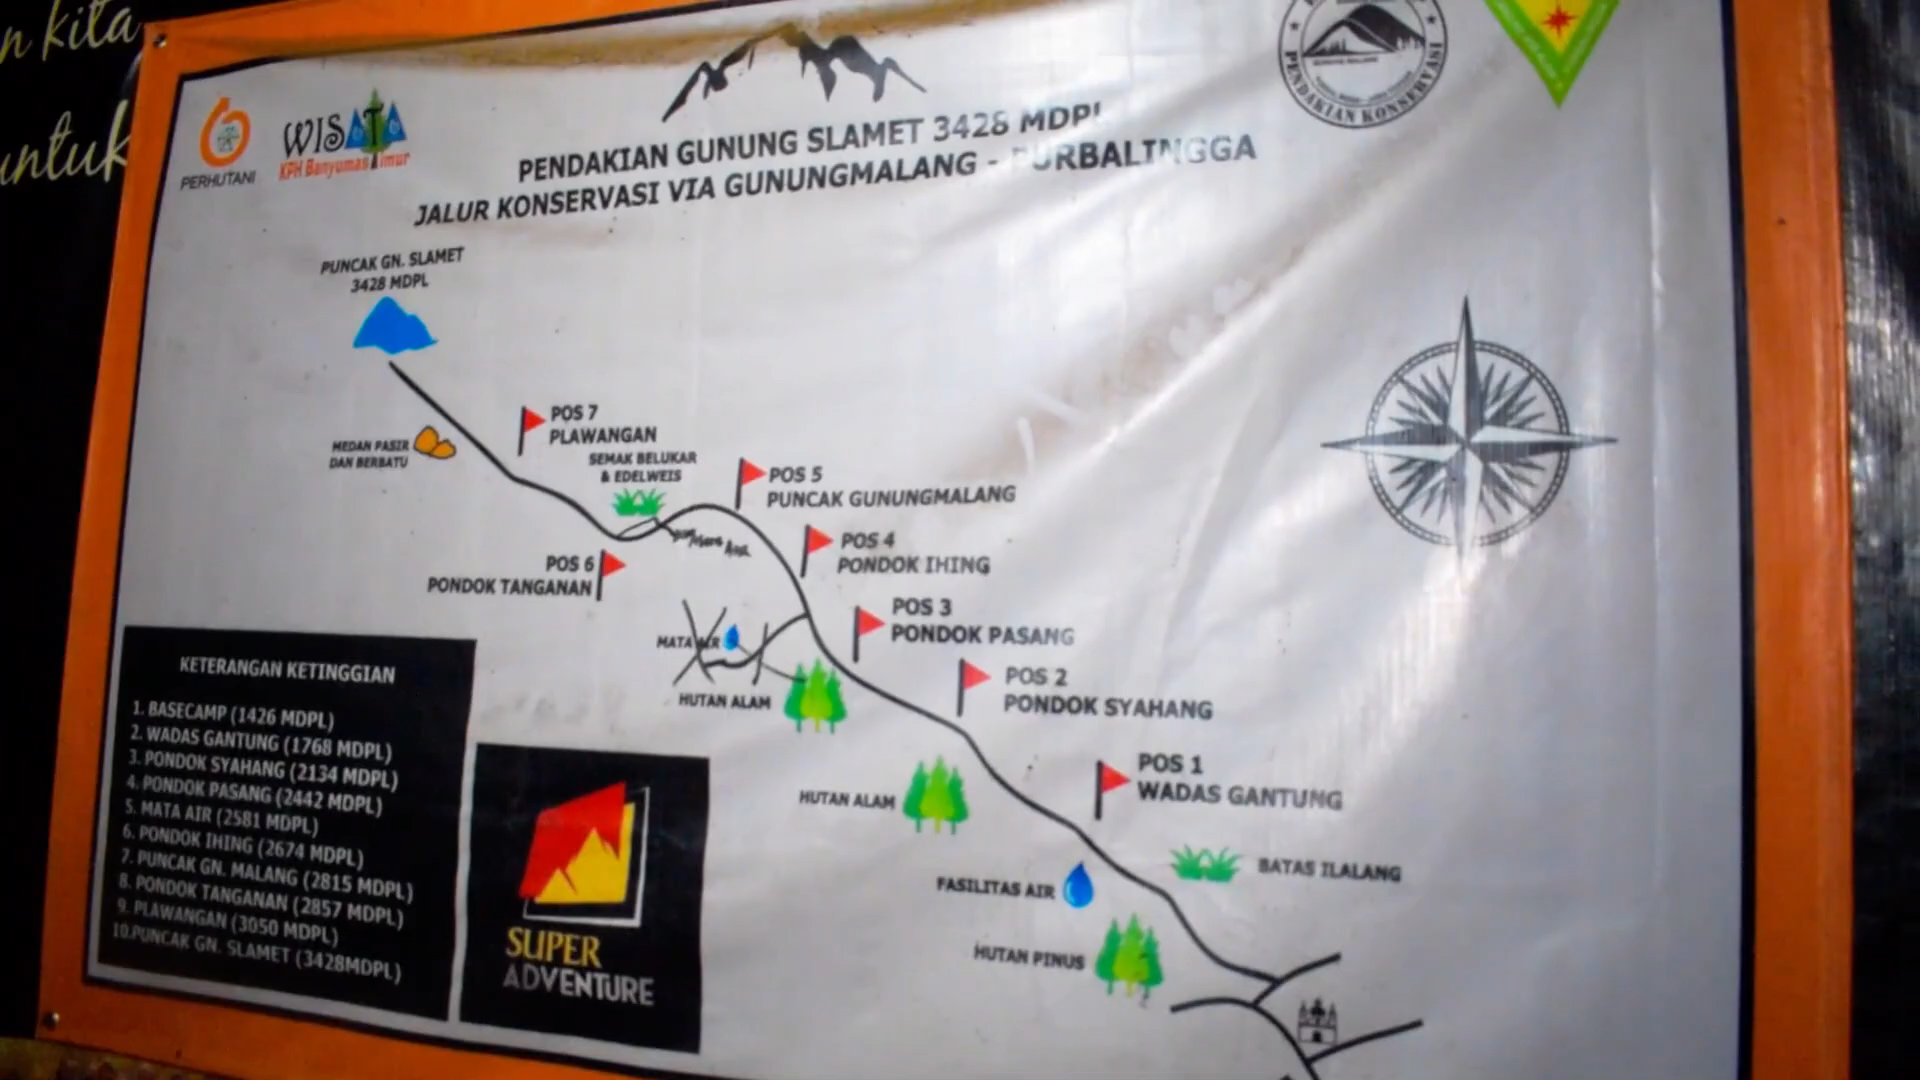 n kita
untuk
PERHUTANI
WISATA
KPH Banyumas Timur
PENDAKIAN KONSERVASI
PENDAKIAN GUNUNG SLAMET 3428 MDPL
JALUR KONSERVASI VIA GUNUNGMALANG - PURBALINGGA
PUNCAK GN. SLAMET
3428 MDPL
MEDAN PASIR
DAN BERBATU
POS 7
PLAWANGAN
SEMAK BELUKAR
& EDELWEIS
POS 5
PUNCAK GUNUNGMALANG
POS 4
PONDOK IHING
POS 6
PONDOK TANGANAN
POS 3
PONDOK PASANG
MATA AIR
HUTAN ALAM
POS 2
PONDOK SYAHANG
POS 1
WADAS GANTUNG
HUTAN ALAM
BATAS ILALANG
FASILITAS AIR
HUTAN PINUS
KETERANGAN KETINGGIAN
1. BASECAMP (1426 MDPL)
2. WADAS GANTUNG (1768 MDPL)
3. PONDOK SYAHANG (2134 MDPL)
4. PONDOK PASANG (2442 MDPL)
5. MATA AIR (2581 MDPL)
6. PONDOK IHING (2674 MDPL)
7. PUNCAK GN. MALANG (2815 MDPL)
8. PONDOK TANGANAN (2857 MDPL)
9. PLAWANGAN (3050 MDPL)
10.PUNCAK GN. SLAMET (3428MDPL)
SUPER
ADVENTURE